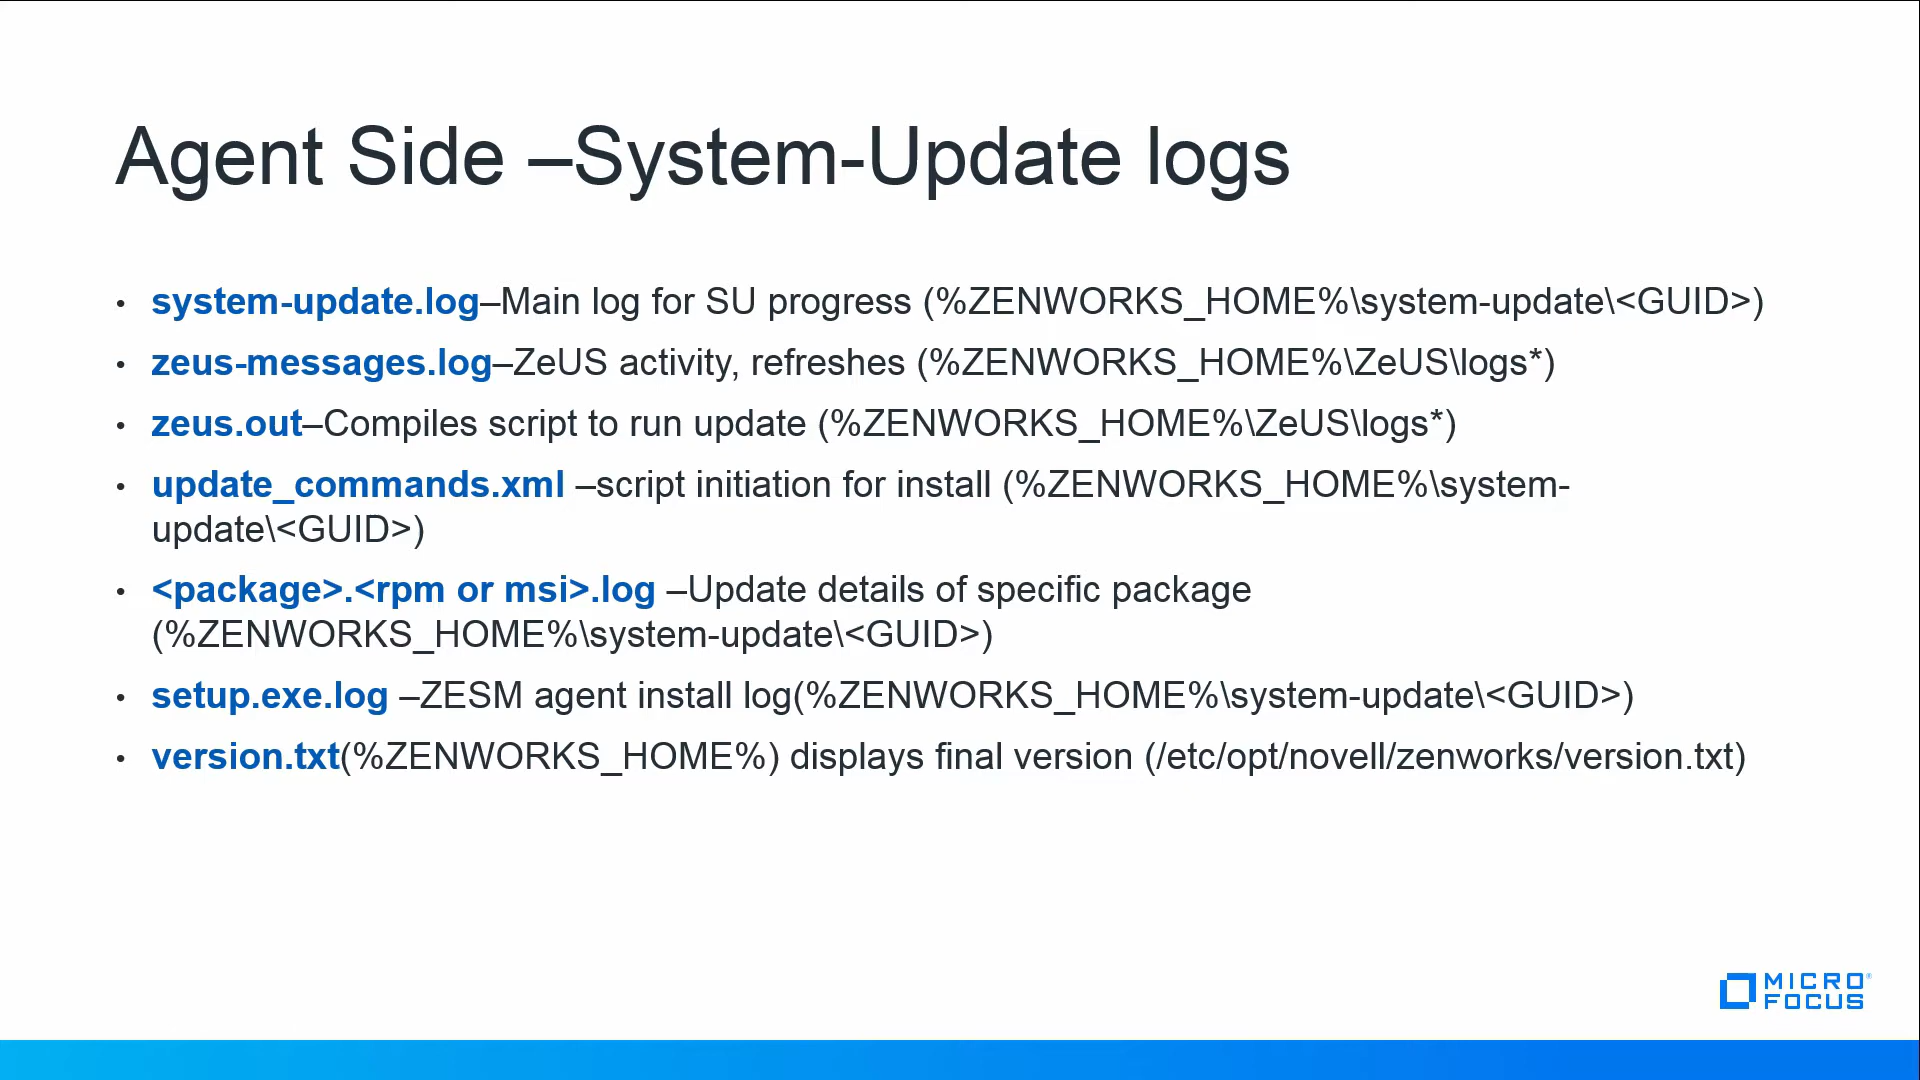 Agent Side –System-Update logs
• system-update.log–Main log for SU progress (%ZENWORKS_HOME%\system-update\<GUID>)
• zeus-messages.log–ZeUS activity, refreshes (%ZENWORKS_HOME%\ZeUS\logs*)
• zeus.out–Compiles script to run update (%ZENWORKS_HOME%\ZeUS\logs*)
• update_commands.xml –script initiation for install (%ZENWORKS_HOME%\system-
update\<GUID>)
• <package>.<rpm or msi>.log –Update details of specific package
(%ZENWORKS_HOME%\system-update\<GUID>)
• setup.exe.log –ZESM agent install log(%ZENWORKS_HOME%\system-update\<GUID>)
• version.txt(%ZENWORKS_HOME%) displays final version (/etc/opt/novell/zenworks/version.txt)
MICRO®
FOCUS